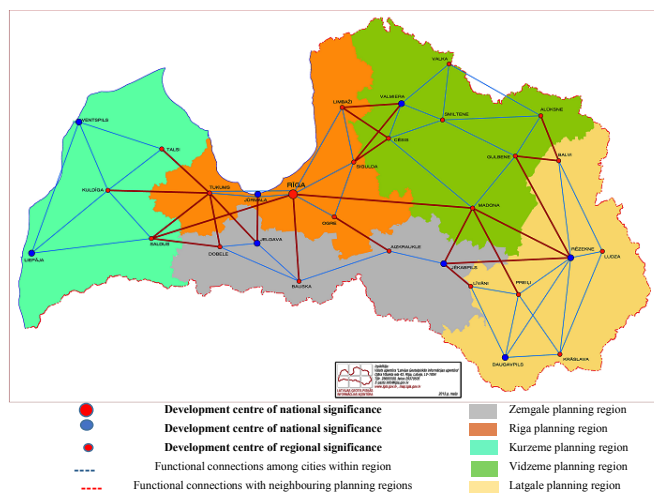 VALKA
VENTSPILS
LIMBAŽI
VALMIERA
SMILTENE
ALŪKSNE
TALSI
CĒSIS
GULBENE
BALVI
SIGULDA
KULDĪGA
TUKUMS
RĪGA
JŪRMALA
MADONA
OGRE
SALDUS
JELGAVA
DOBELE
AIZKRAUKLE
LIEPĀJA
JĒKABPILS
RĒZEKNE
LUDZA
BAUSKA
LĪVĀNI
PREIĻI
DAUGAVPILS
KRĀSLAVA
Development centre of national significance
Zemgale planning region
Development centre of national significance
Riga planning region
Development centre of regional significance
Kurzeme planning region
Functional connections among cities within region
Vidzeme planning region
Functional connections with neighbouring planning regions
Latgale planning region